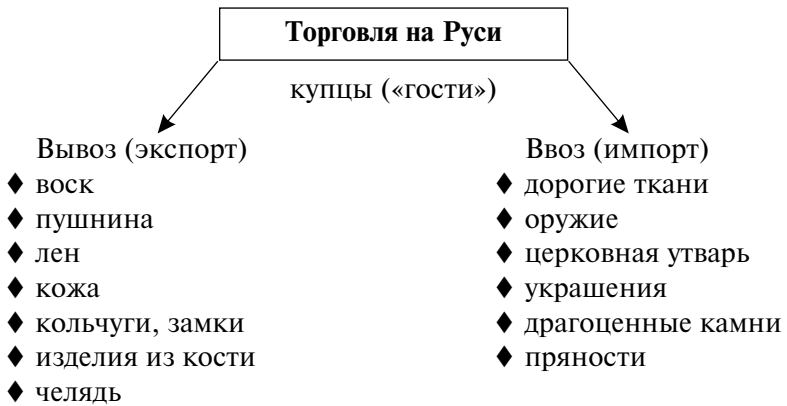 Торговля на Руси
купцы («гости»)
Вывоз (экспорт)
♦ воск
♦ пушнина
♦ лен
♦ кожа
♦ кольчуги, замки
♦ изделия из кости
♦ челядь
Ввоз (импорт)
♦ дорогие ткани
♦ оружие
♦ церковная утварь
♦ украшения
♦ драгоценные камни
♦ пряности